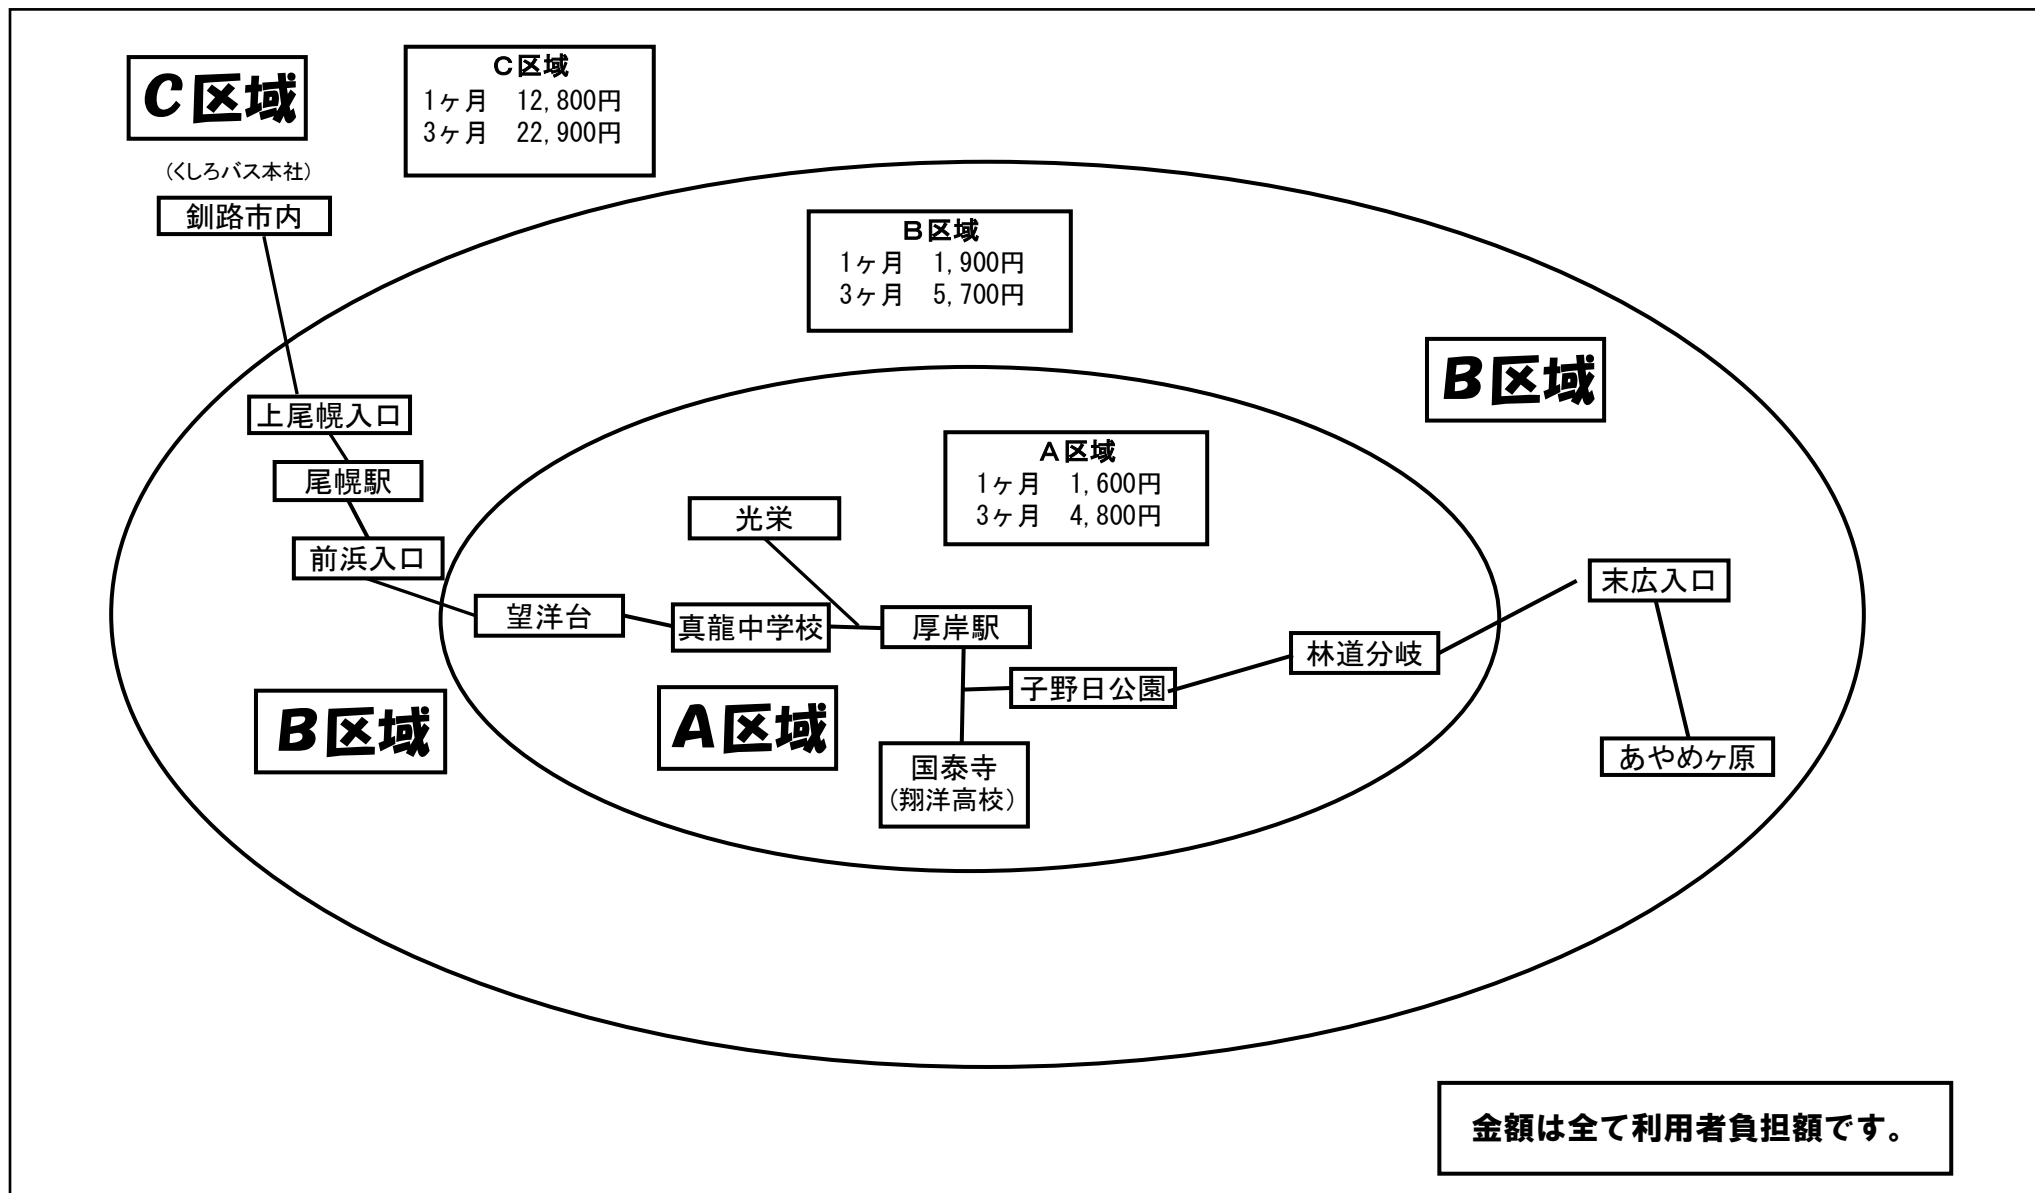 C区域
C区域
1ヶ月 12,800円
3ヶ月 22,900円
(くしろバス本社)
釧路市内
B区域
1ヶ月 1,900円
3ヶ月 5,700円
B区域
上尾幌入口
尾幌駅
前浜入口
A区域
1ヶ月 1,600円
3ヶ月 4,800円
光栄
望洋台
真龍中学校
厚岸駅
子野日公園
林道分岐
末広入口
あやめヶ原
B区域
A区域
国泰寺
(翔洋高校)
金額は全て利用者負担額です。